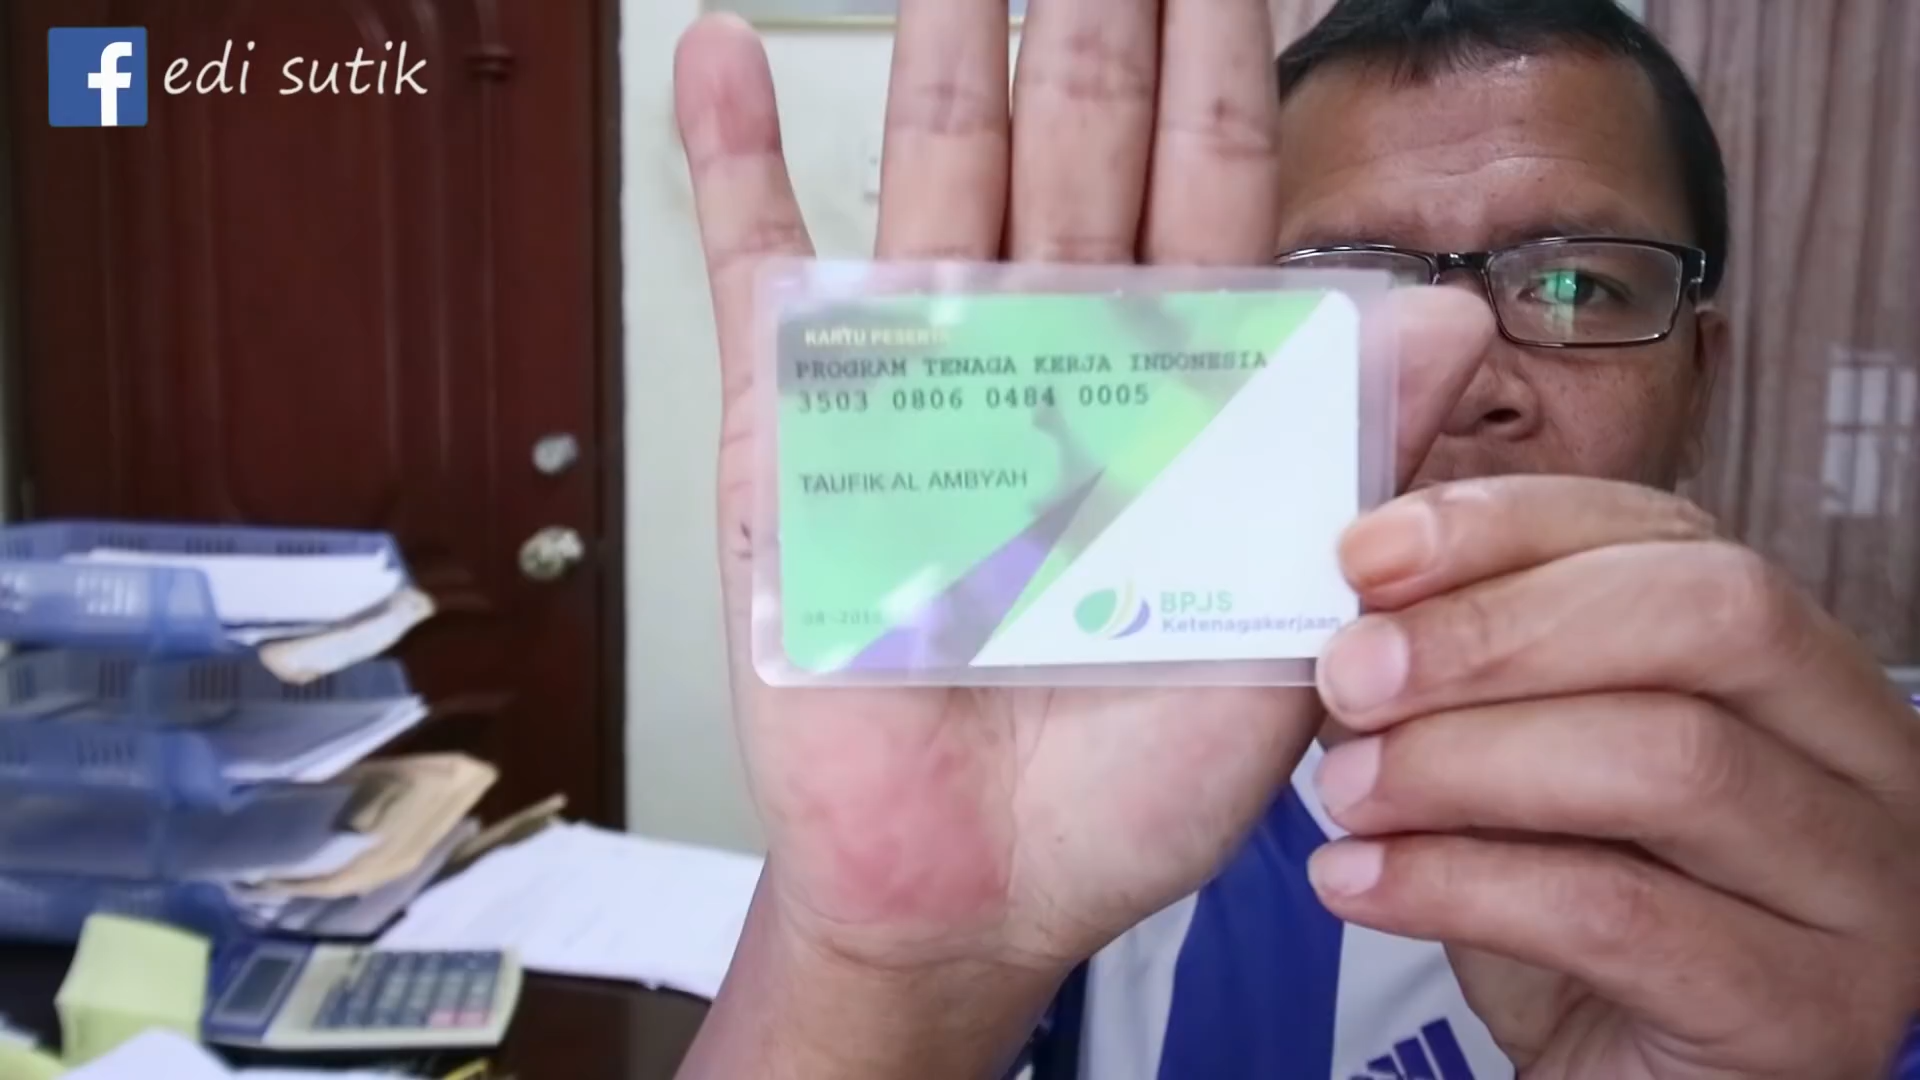 edi sutik
KARTU PESERTA
PROGRAM TENAGA KERJA INDONESIA
3503 0806 0484 0005
TAUFIK AL AMBYAH
BPJS
Ketenagakerjaan